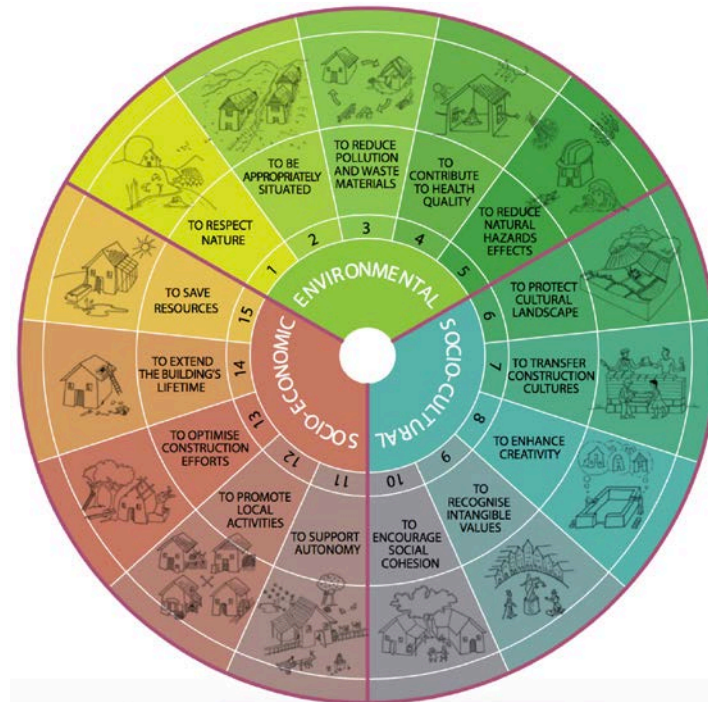 ENVIRONMENTAL
1
TO RESPECT
NATURE
2
TO BE
APPROPRIATELY
SITUATED
3
TO REDUCE
POLLUTION
AND WASTE
MATERIALS
4
TO
CONTRIBUTE
TO HEALTH
QUALITY
5
TO REDUCE
NATURAL
HAZARDS
EFFECTS
SOCIO-CULTURAL
6
TO PROTECT
CULTURAL
LANDSCAPE
7
TO TRANSFER
CONSTRUCTION
CULTURES
8
TO ENHANCE
CREATIVITY
9
TO
RECOGNISE
INTANGIBLE
VALUES
10
TO
ENCOURAGE
SOCIAL
COHESION
SOCIO-ECONOMIC
11
TO SUPPORT
AUTONOMY
12
TO PROMOTE
LOCAL
ACTIVITIES
13
TO OPTIMISE
CONSTRUCTION
EFFORTS
14
TO EXTEND
THE BUILDING'S
LIFETIME
15
TO SAVE
RESOURCES